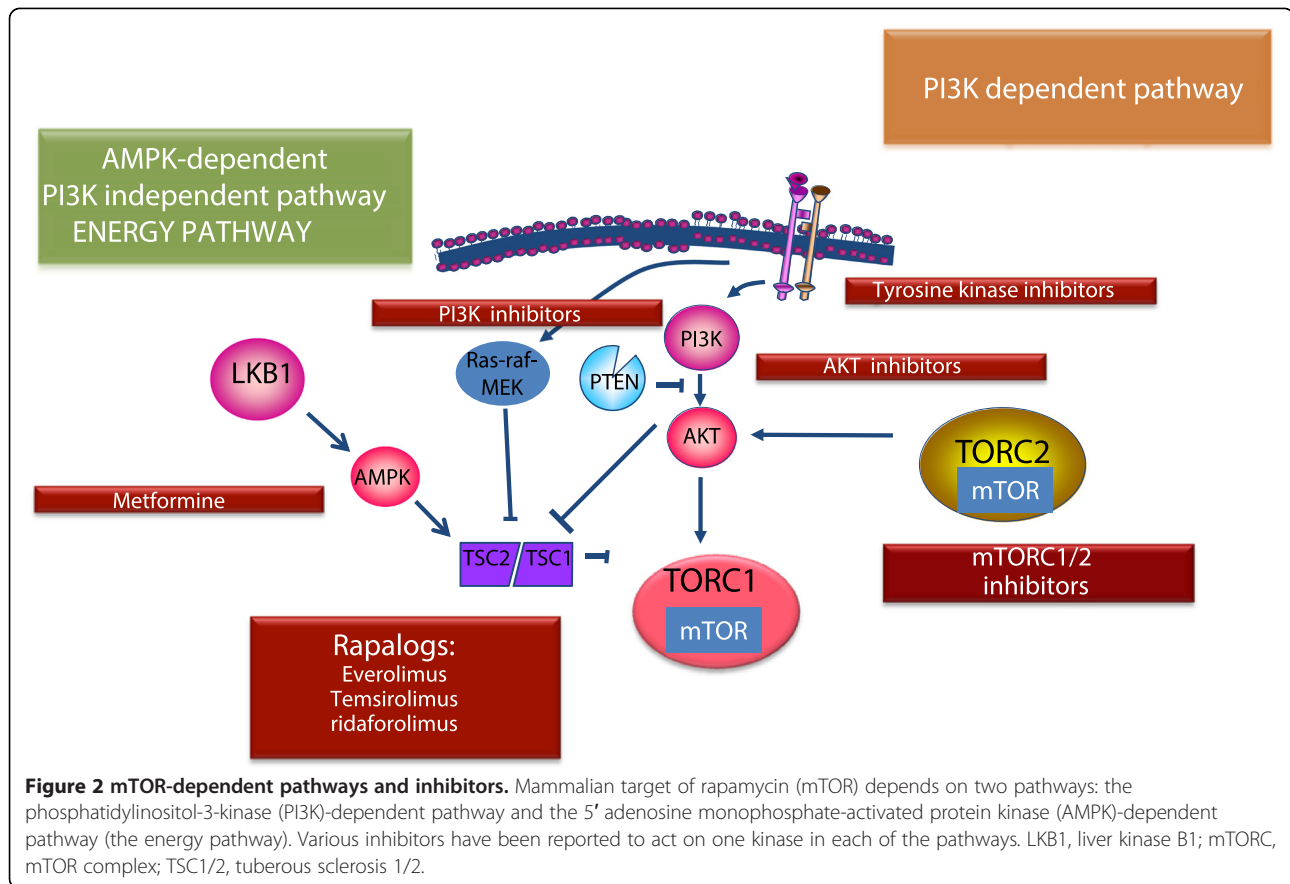 PI3K dependent pathway
AMPK-dependent
PI3K independent pathway
ENERGY PATHWAY
Tyrosine kinase inhibitors
PI3K inhibitors
PI3K
Ras-raf-
MEK
PTEN
AKT inhibitors
LKB1
AKT
TORC2
mTOR
AMPK
Metformine
TSC2
TSC1
mTORC1/2
inhibitors
TORC1
mTOR
Rapalogs:
Everolimus
Temsirolimus
ridaforolimus
Figure 2 mTOR-dependent pathways and inhibitors. Mammalian target of rapamycin (mTOR) depends on two pathways: the
phosphatidylinositol-3-kinase (PI3K)-dependent pathway and the 5′ adenosine monophosphate-activated protein kinase (AMPK)-dependent
pathway (the energy pathway). Various inhibitors have been reported to act on one kinase in each of the pathways. LKB1, liver kinase B1; mTORC,
mTOR complex; TSC1/2, tuberous sclerosis 1/2.